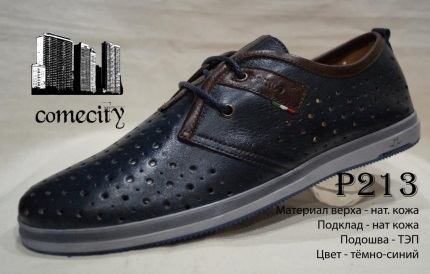 comecity
P213
Материал верха - нат. кожа
Подклад - нат кожа
Подошва - ТЭП
Цвет - тёмно-синий